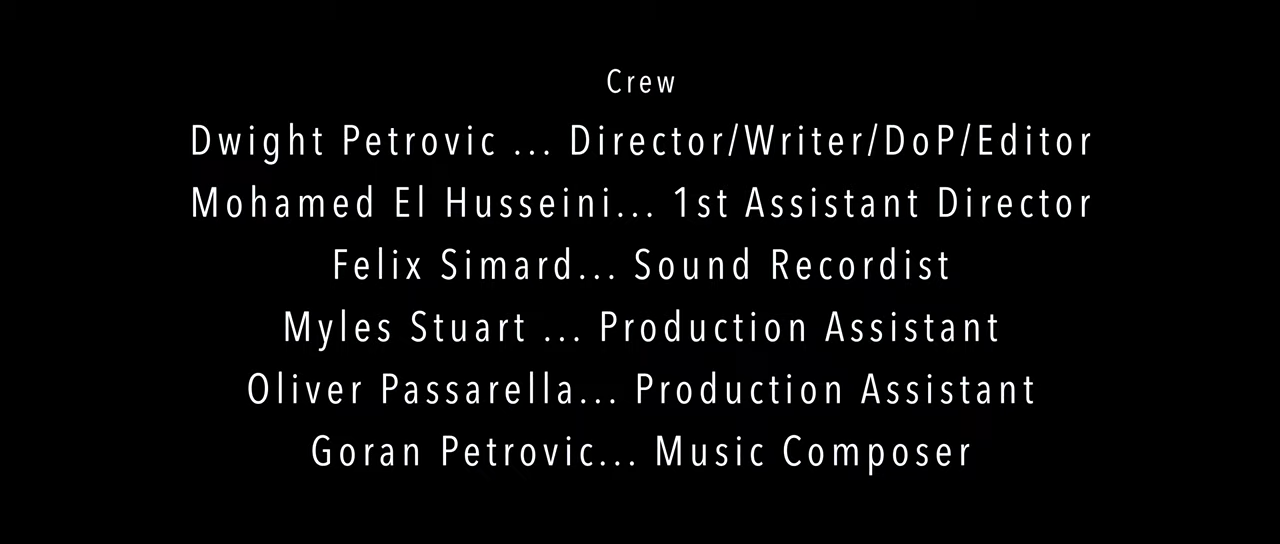 Crew
Dwight Petrovic ... Director/Writer/DoP/Editor
Mohamed El Husseini... 1st Assistant Director
Felix Simard... Sound Recordist
Myles Stuart ... Production Assistant
Oliver Passarella... Production Assistant
Goran Petrovic... Music Composer